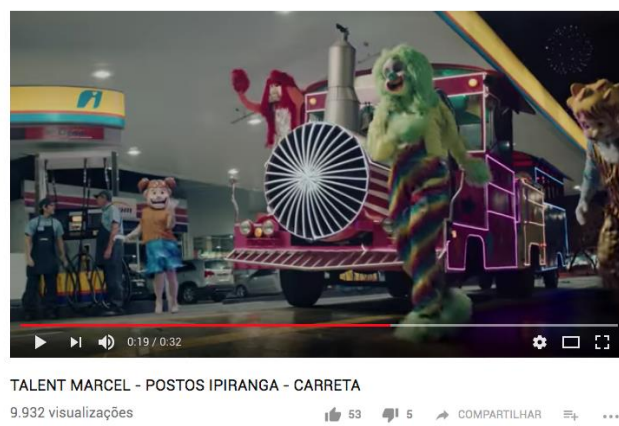 0:19 / 0:32
TALENT MARCEL - POSTOS IPIRANGA - CARRETA
9.932 visualizações
53
5
COMPARTILHAR